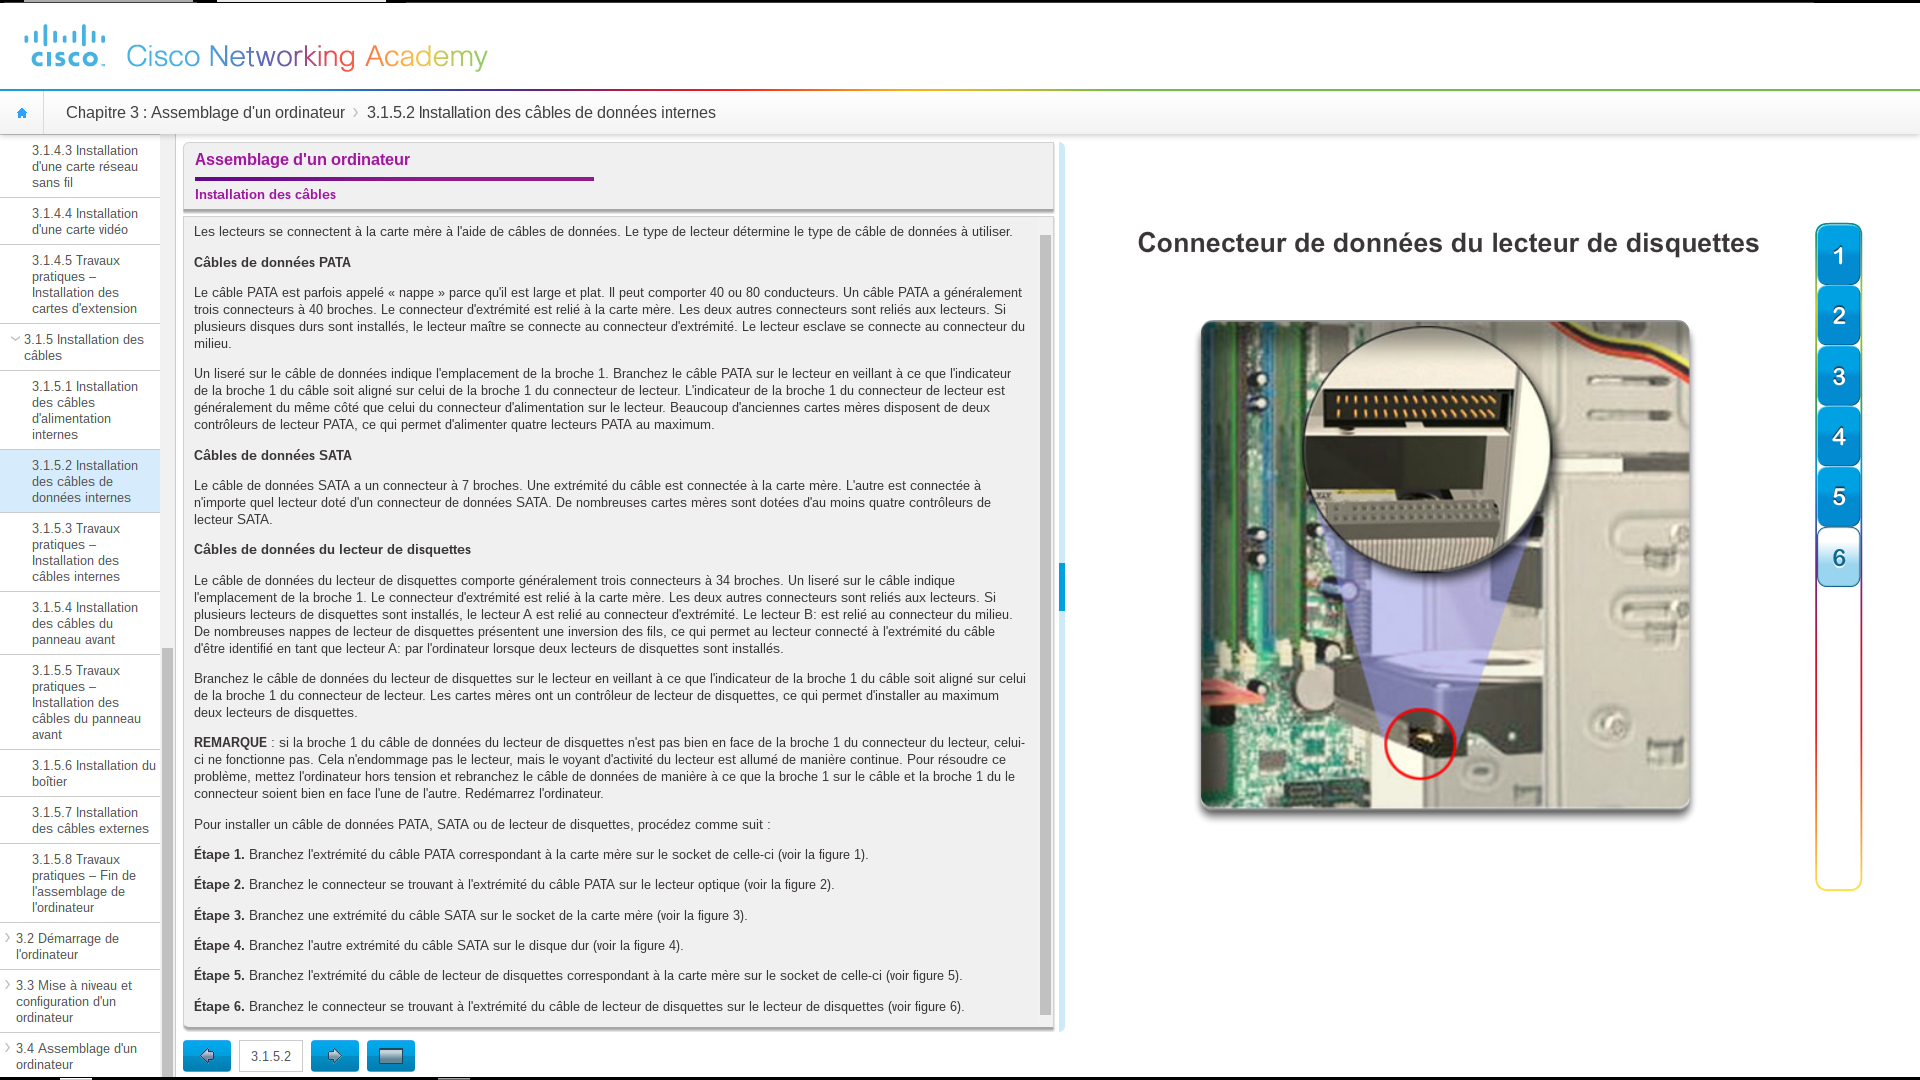 CISCO
Cisco Networking Academy
Chapitre 3 : Assemblage d'un ordinateur
3.1.5.2 Installation des câbles de données internes
3.1.4.3 Installation
d'une carte réseau
sans fil
3.1.4.4 Installation
d'une carte vidéo
3.1.4.5 Travaux
pratiques –
Installation des
cartes d'extension
3.1.5 Installation des
câbles
3.1.5.1 Installation
des câbles
d'alimentation
internes
3.1.5.2 Installation
des câbles de
données internes
3.1.5.3 Travaux
pratiques –
Installation des
câbles internes
3.1.5.4 Installation
des câbles du
panneau avant
3.1.5.5 Travaux
pratiques –
Installation des
câbles du panneau
avant
3.1.5.6 Installation du
boîtier
3.1.5.7 Installation
des câbles externes
3.1.5.8 Travaux
pratiques – Fin de
l'assemblage de
l'ordinateur
3.2 Démarrage de
l'ordinateur
3.3 Mise à niveau et
configuration d'un
ordinateur
3.4 Assemblage d'un
ordinateur
Assemblage d'un ordinateur
Installation des câbles
Les lecteurs se connectent à la carte mère à l'aide de câbles de données. Le type de lecteur détermine le type de câble de données à utiliser.
Câbles de données PATA
Le câble PATA est parfois appelé « nappe » parce qu'il est large et plat. Il peut comporter 40 ou 80 conducteurs. Un câble PATA a généralement
trois connecteurs à 40 broches. Le connecteur d'extrémité est relié à la carte mère. Les deux autres connecteurs sont reliés aux lecteurs. Si
plusieurs disques durs sont installés, le lecteur maître se connecte au connecteur d'extrémité. Le lecteur esclave se connecte au connecteur du
milieu.
Un liseré sur le câble de données indique l'emplacement de la broche 1. Branchez le câble PATA sur le lecteur en veillant à ce que l'indicateur
de la broche 1 du câble soit aligné sur celui de la broche 1 du connecteur de lecteur. L'indicateur de la broche 1 du connecteur de lecteur est
généralement du même côté que celui du connecteur d'alimentation sur le lecteur. Beaucoup d'anciennes cartes mères disposent de deux
contrôleurs de lecteur PATA, ce qui permet d'alimenter quatre lecteurs PATA au maximum.
Câbles de données SATA
Le câble de données SATA a un connecteur à 7 broches. Une extrémité du câble est connectée à la carte mère. L'autre est connectée à
n'importe quel lecteur doté d'un connecteur de données SATA. De nombreuses cartes mères sont dotées d'au moins quatre contrôleurs de
lecteur SATA.
Câbles de données du lecteur de disquettes
Le câble de données du lecteur de disquettes comporte généralement trois connecteurs à 34 broches. Un liseré sur le câble indique
l'emplacement de la broche 1. Le connecteur d'extrémité est relié à la carte mère. Les deux autres connecteurs sont reliés aux lecteurs. Si
plusieurs lecteurs de disquettes sont installés, le lecteur A est relié au connecteur d'extrémité. Le lecteur B: est relié au connecteur du milieu.
De nombreuses nappes de lecteur de disquettes présentent une inversion des fils, ce qui permet au lecteur connecté à l'extrémité du câble
d'être identifié en tant que lecteur A: par l'ordinateur lorsque deux lecteurs de disquettes sont installés.
Branchez le câble de données du lecteur de disquettes sur le lecteur en veillant à ce que l'indicateur de la broche 1 du câble soit aligné sur celui
de la broche 1 du connecteur de lecteur. Les cartes mères ont un contrôleur de lecteur de disquettes, ce qui permet d'installer au maximum
deux lecteurs de disquettes.
REMARQUE : si la broche 1 du câble de données du lecteur de disquettes n'est pas bien en face de la broche 1 du connecteur du lecteur, celui-
ci ne fonctionne pas. Cela n'endommage pas le lecteur, mais le voyant d'activité du lecteur est allumé de manière continue. Pour résoudre ce
problème, mettez l'ordinateur hors tension et rebranchez le câble de données de manière à ce que la broche 1 sur le câble et la broche 1 du le
connecteur soient bien en face l'une de l'autre. Redémarrez l'ordinateur.
Pour installer un câble de données PATA, SATA ou de lecteur de disquettes, procédez comme suit :
Étape 1. Branchez l'extrémité du câble PATA correspondant à la carte mère sur le socket de celle-ci (voir la figure 1).
Étape 2. Branchez le connecteur se trouvant à l'extrémité du câble PATA sur le lecteur optique (voir la figure 2).
Étape 3. Branchez une extrémité du câble SATA sur le socket de la carte mère (voir la figure 3).
Étape 4. Branchez l'autre extrémité du câble SATA sur le disque dur (voir la figure 4).
Étape 5. Branchez l'extrémité du câble de lecteur de disquettes correspondant à la carte mère sur le socket de celle-ci (voir figure 5).
Étape 6. Branchez le connecteur se trouvant à l'extrémité du câble de lecteur de disquettes sur le lecteur de disquettes (voir figure 6).
3.1.5.2
Connecteur de données du lecteur de disquettes
1
2
3
4
5
6